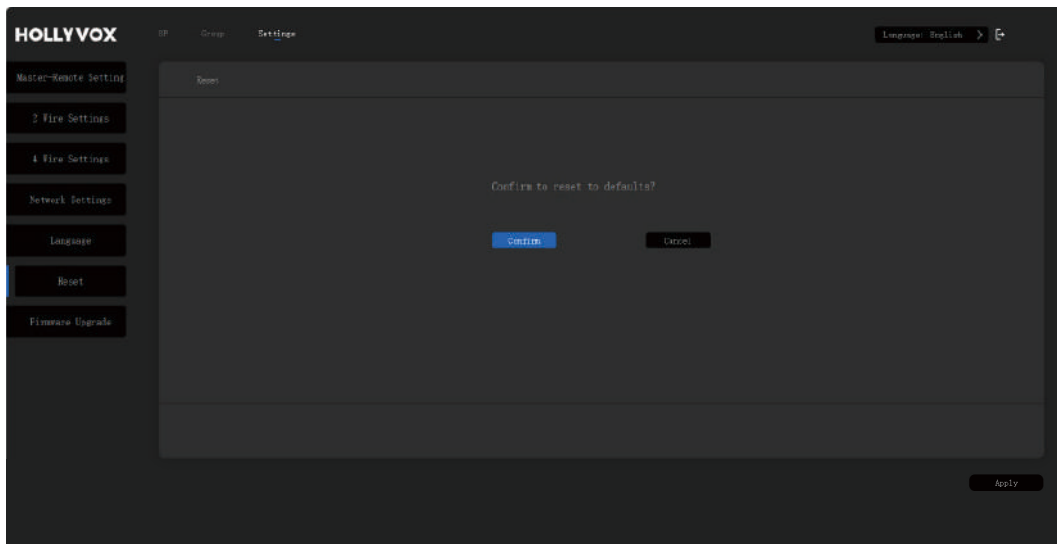 HOLLYVOX
BP Group Settings
Language: English >
Master-Remote Setting
2 Wire Settings
4 Wire Settings
Network Settings
Language
Reset
Firmware Upgrade
Reset
Confirm to reset to defaults?
Confirm Cancel
Apply